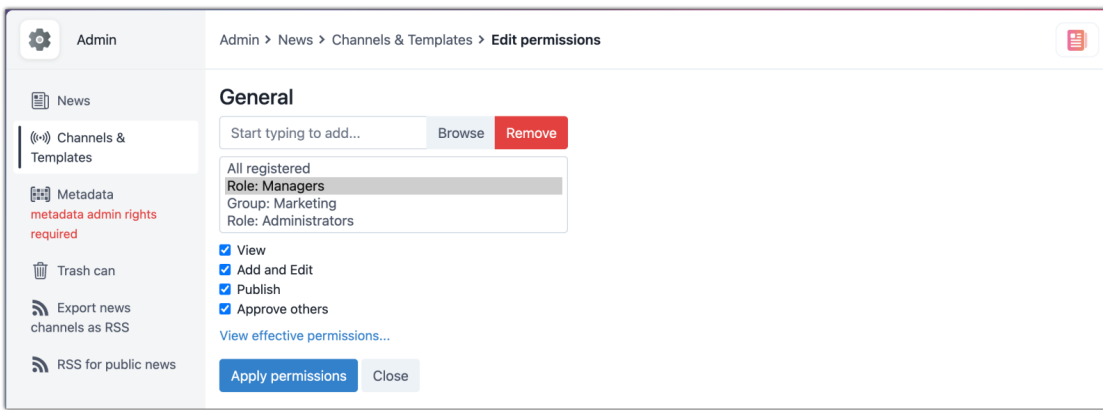 Admin
Admin > News > Channels & Templates > Edit permissions
News
Channels &
Templates
Metadata
metadata admin rights
required
Trash can
Export news
channels as RSS
RSS for public news
General
Start typing to add...
Browse
Remove
All registered
Role: Managers
Group: Marketing
Role: Administrators
View
Add and Edit
Publish
Approve others
View effective permissions...
Apply permissions
Close